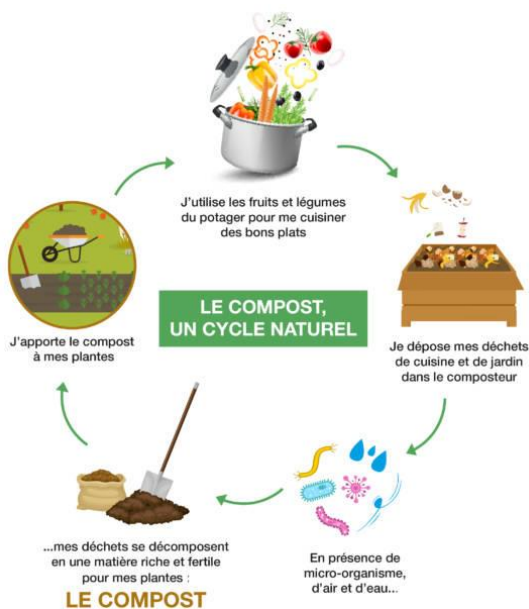 J'utilise les fruits et légumes
du potager pour me cuisiner
des bons plats
LE COMPOST,
UN CYCLE NATUREL
Je dépose mes déchets
de cuisine et de jardin
dans le composteur
En présence de
micro-organisme,
d'air et d'eau...
...mes déchets se décomposent
en une matière riche et fertile
pour mes plantes :
LE COMPOST
J'apporte le compost
à mes plantes